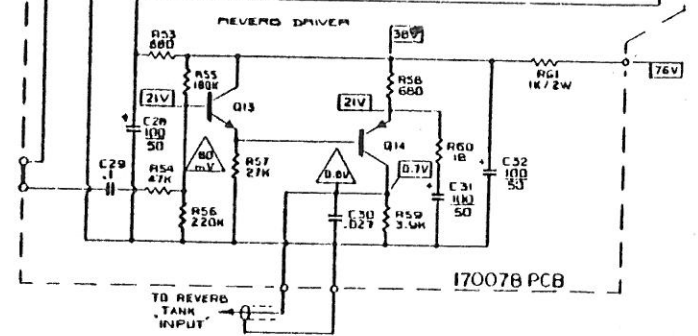 REVERB DRIVER
R53
680
38V
R55
180K
21V
Q13
R58
680
21V
R61
1K/2W
76V
C28
100
50
Q14
R60
18
C29
.1
R54
47K
80
mV
R57
27K
0.8V
0.7V
C31
100
50
C32
100
50
R56
220K
C30
.027
R59
3.9K
170078 PCB
TO REVERB
TANK
"INPUT"